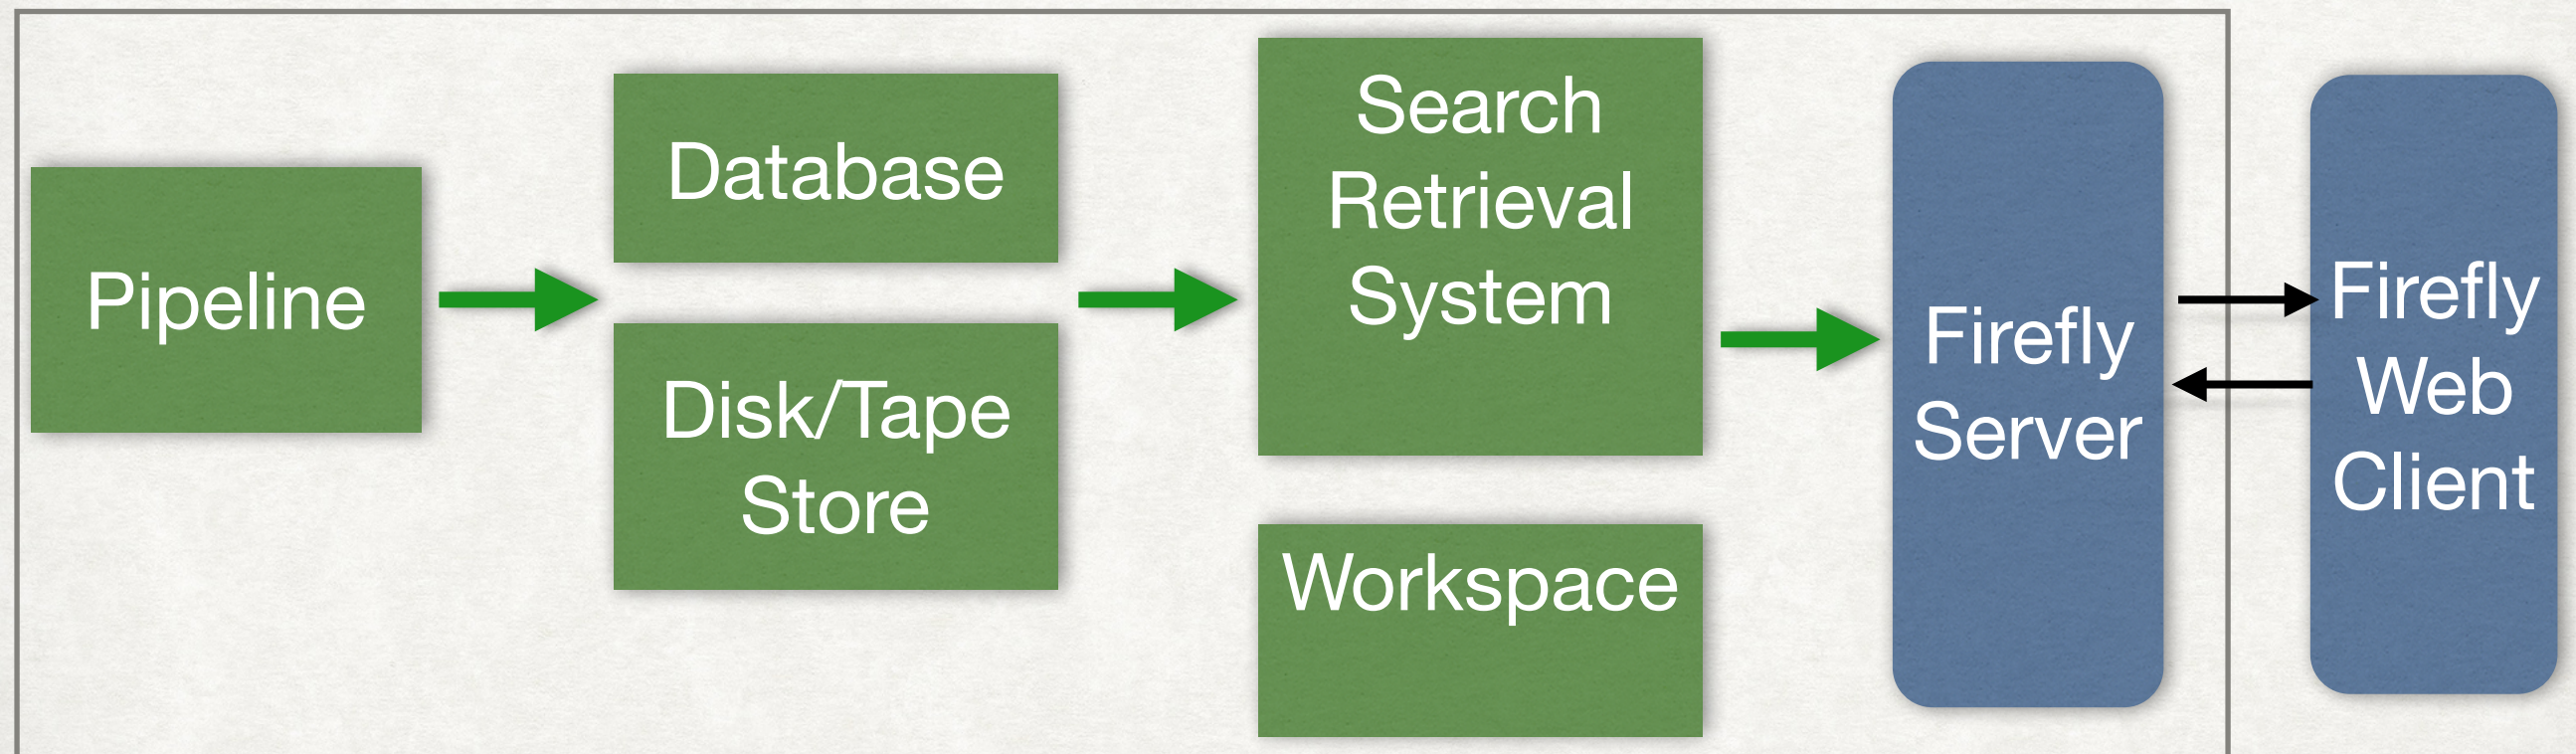 Pipeline
Database
Disk/Tape
Store
Search
Retrieval
System
Workspace
Firefly
Server
Firefly
Web
Client